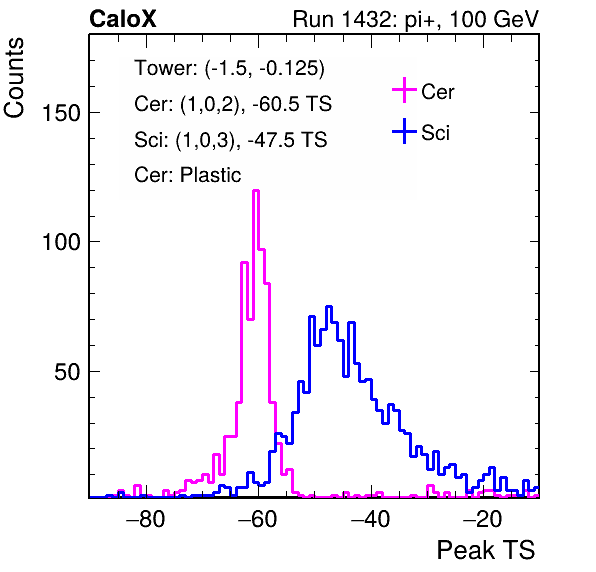 CaloX Run 1432: pi+, 100 GeV
Counts
Tower: (-1.5, -0.125)
Cer: (1,0,2), -60.5 TS
Sci: (1,0,3), -47.5 TS
Cer: Plastic
Cer
Sci
150
100
50
−80 −60 −40 −20
Peak TS